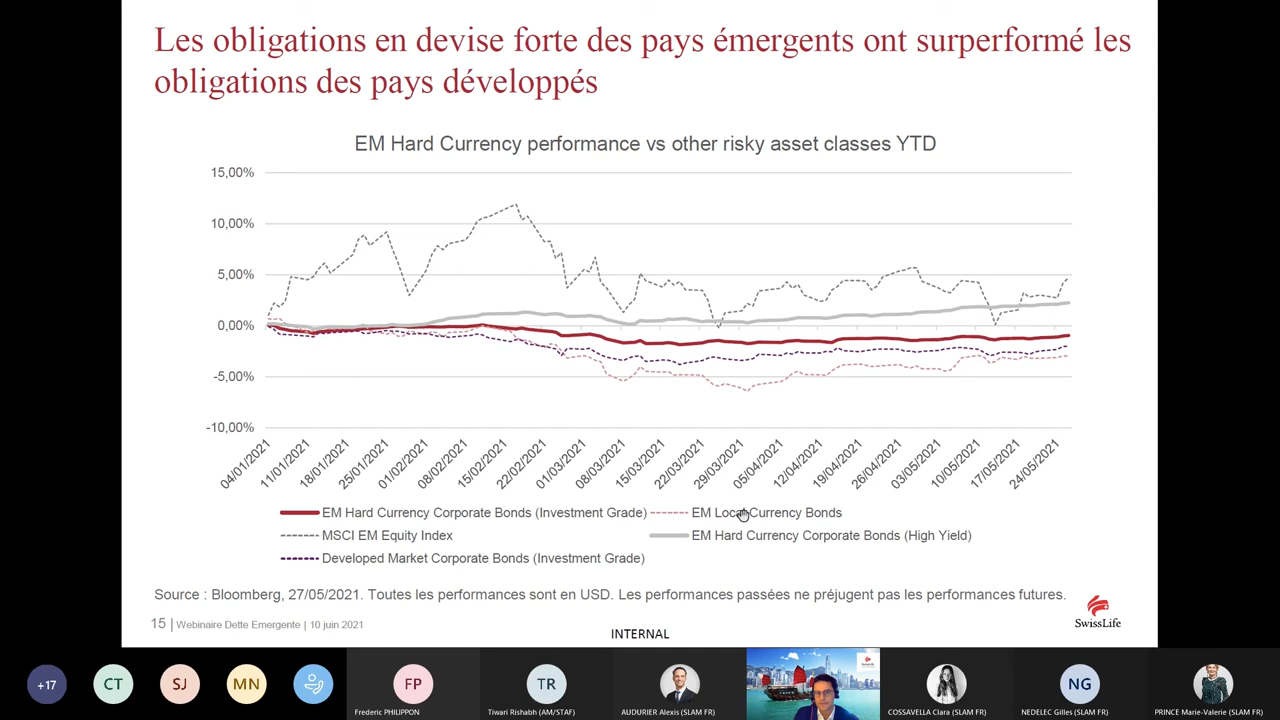 Les obligations en devise forte des pays émergents ont surperformé les
obligations des pays développés
EM Hard Currency performance vs other risky asset classes YTD
15,00%
10,00%
5,00%
0,00%
-5,00%
-10,00%
04/01/2021
11/01/2021
18/01/2021
25/01/2021
01/02/2021
08/02/2021
15/02/2021
22/02/2021
01/03/2021
08/03/2021
15/03/2021
22/03/2021
29/03/2021
05/04/2021
12/04/2021
19/04/2021
26/04/2021
03/05/2021
10/05/2021
17/05/2021
24/05/2021
EM Hard Currency Corporate Bonds (Investment Grade)
EM Local Currency Bonds
MSCI EM Equity Index
EM Hard Currency Corporate Bonds (High Yield)
Developed Market Corporate Bonds (Investment Grade)
Source : Bloomberg, 27/05/2021. Toutes les performances sont en USD. Les performances passées ne préjugent pas les performances futures.
15 | Webinaire Dette Emergente | 10 juin 2021
SwissLife
INTERNAL
+17
CT
SJ
MN
FP
Frederic PHILIPPON
TR
Tiwari Rishabh (AM/STAF)
AUDURIER Alexis (SLAM FR)
SwissLife
COSSAVELLA Clara (SLAM FR)
NG
NEDELEC Gilles (SLAM FR)
PRINCE Marie-Valerie (SLAM FR)